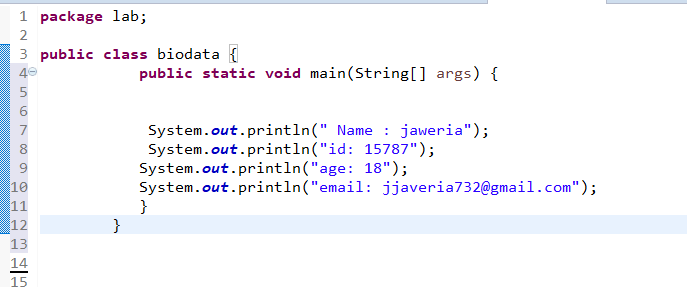 1 package lab;
2
3 public class biodata {
4 public static void main(String[] args) {
5
6
7 System.out.println(" Name : jaweria");
8 System.out.println("id: 15787");
9 System.out.println("age: 18");
10 System.out.println("email: jjaveria732@gmail.com");
11 }
12 }
13
14
15